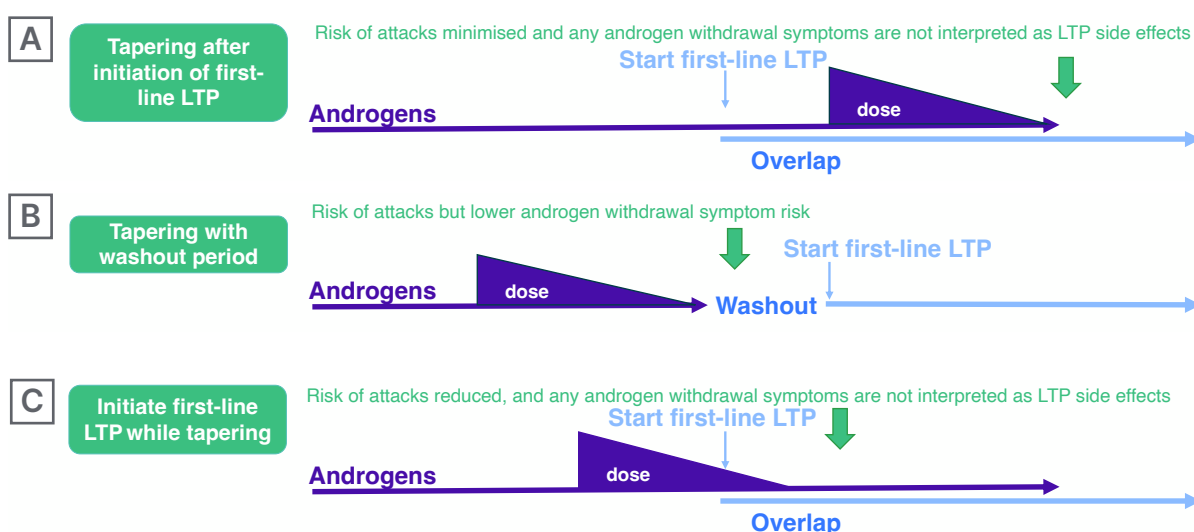 A
Tapering after
initiation of first-
line LTP
Risk of attacks minimised and any androgen withdrawal symptoms are not interpreted as LTP side effects
Start first-line LTP
Androgens
dose
Overlap
B
Tapering with
washout period
Risk of attacks but lower androgen withdrawal symptom risk
Start first-line LTP
Androgens
dose
Washout
C
Initiate first-line
LTP while tapering
Risk of attacks reduced, and any androgen withdrawal symptoms are not interpreted as LTP side effects
Start first-line LTP
Androgens
dose
Overlap